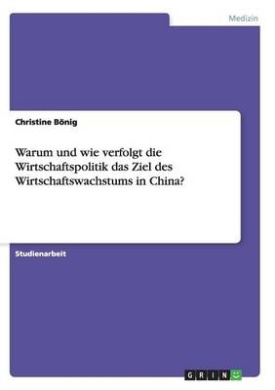 Medizin
Christine Bönig
Warum und wie verfolgt die
Wirtschaftspolitik das Ziel des
Wirtschaftswachstums in China?
Studienarbeit
GRIN